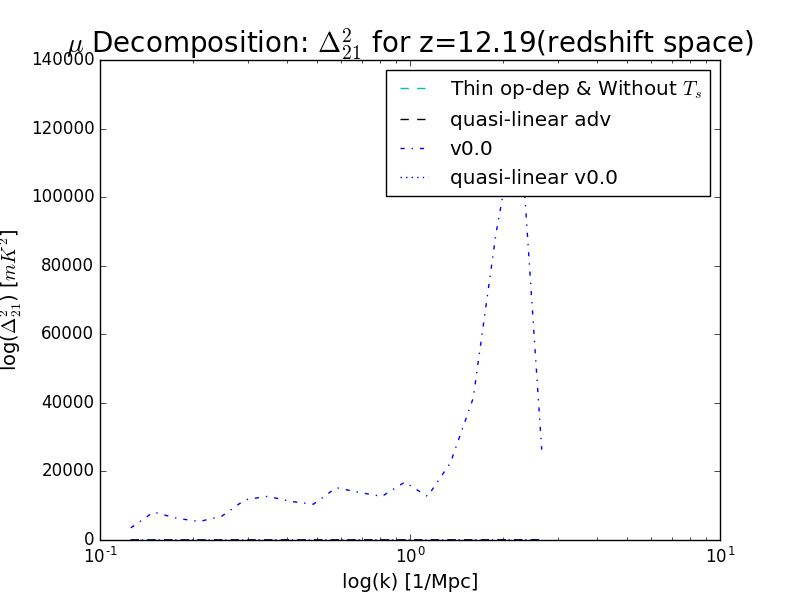 μ Decomposition: Δ²₂₁ for z=12.19(redshift space)
140000
120000
100000
80000
60000
40000
20000
0
log(Δ²₂₁) [mK²]
Thin op-dep & Without Tₛ
quasi-linear adv
v0.0
quasi-linear v0.0
10⁻¹ 10⁰ 10¹
log(k) [1/Mpc]